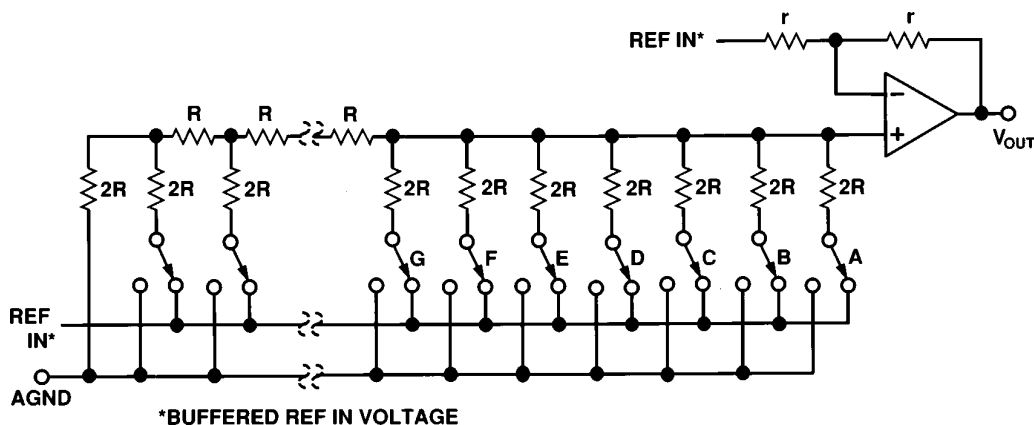 REF IN*
r
r
R
R
R
−
+
V_OUT
2R
2R
2R
2R
2R
2R
2R
2R
2R
2R
G
F
E
D
C
B
A
REF
IN*
AGND
*BUFFERED REF IN VOLTAGE